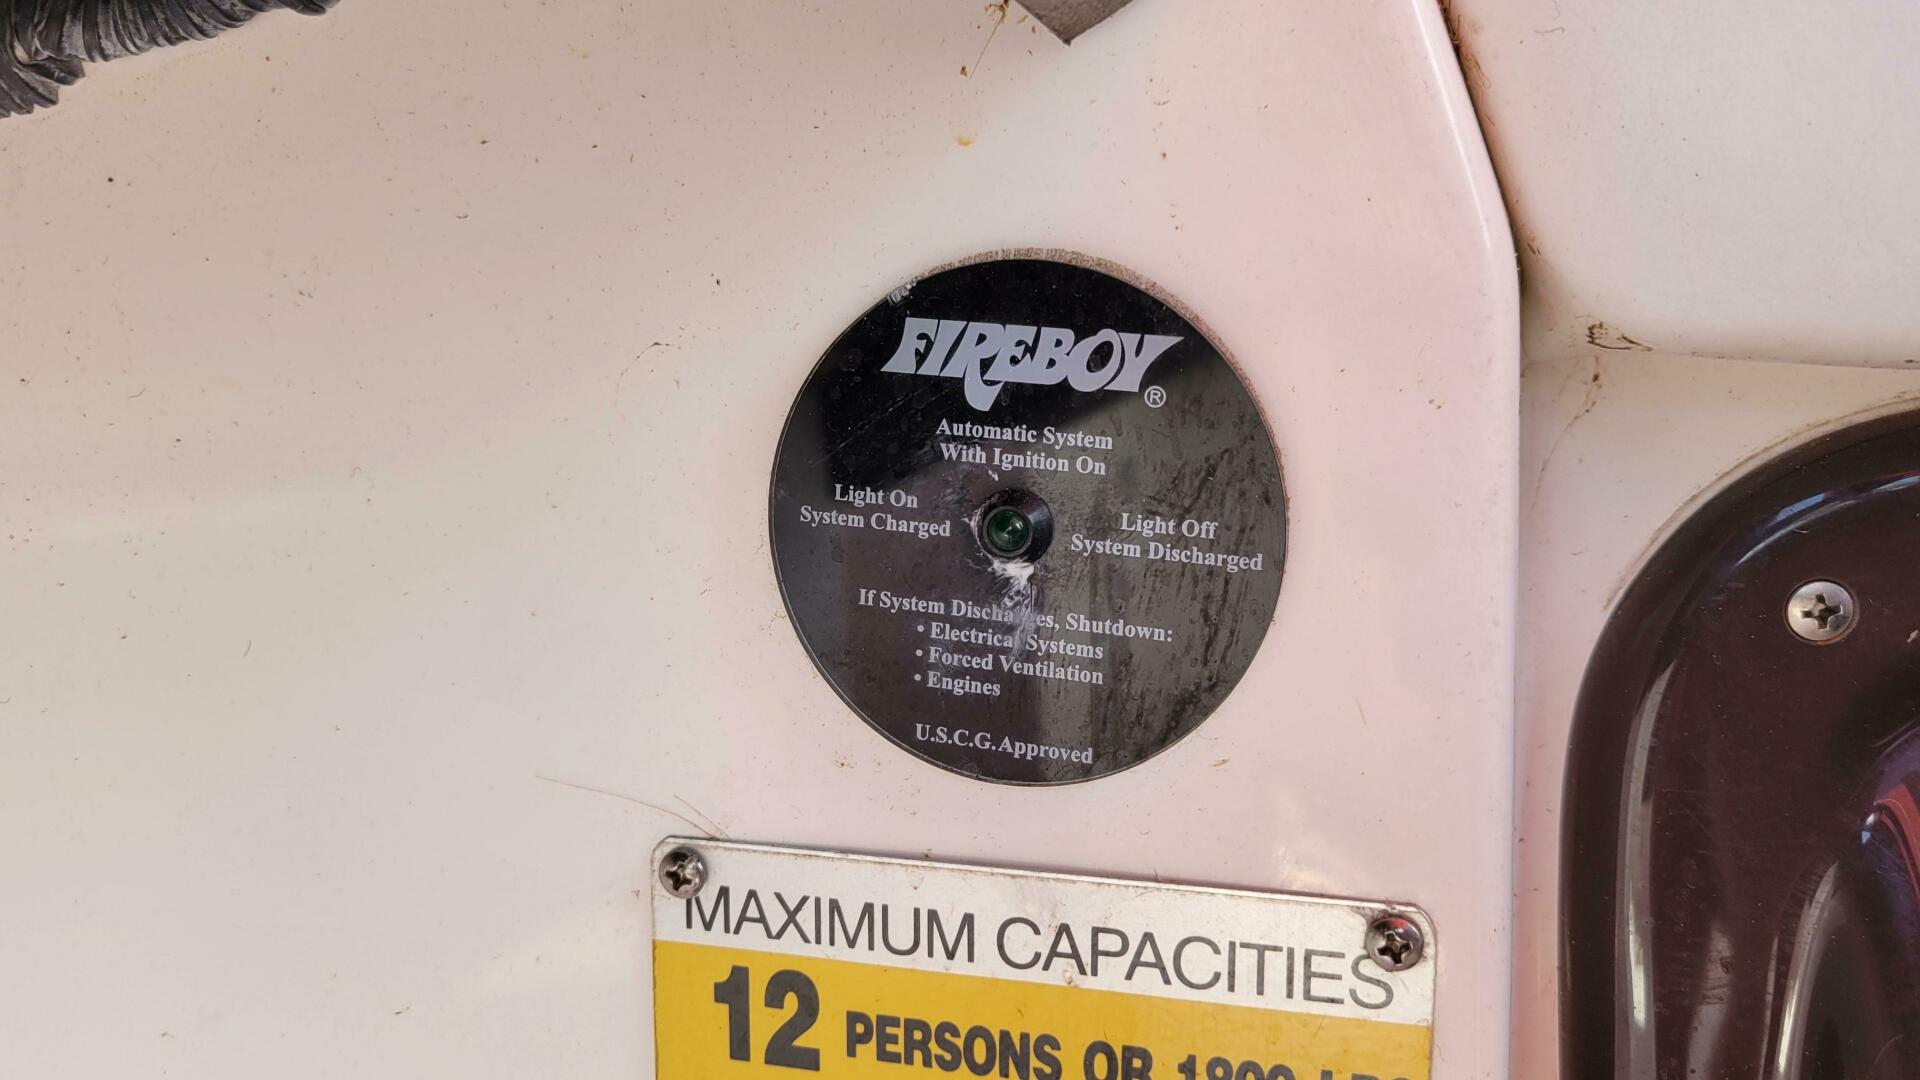 FIREBOY®
Automatic System
With Ignition On
Light On
System Charged
Light Off
System Discharged
If System Discharges, Shutdown:
• Electrical Systems
• Forced Ventilation
• Engines
U.S.C.G. Approved
MAXIMUM CAPACITIES
12 PERSONS OR